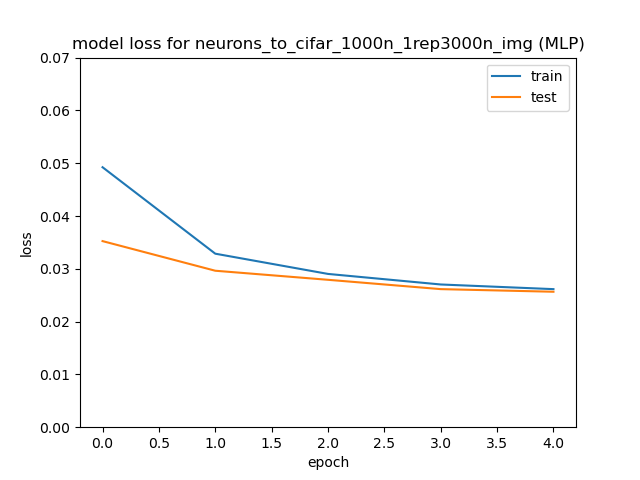 model loss for neurons_to_cifar_1000n_1rep3000n_img (MLP)
0.07
0.06
0.05
0.04
0.03
0.02
0.01
0.00
loss
train
test
0.0 0.5 1.0 1.5 2.0 2.5 3.0 3.5 4.0
epoch